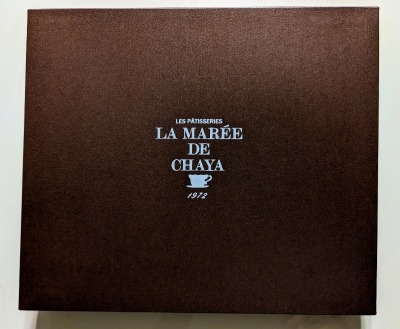 LES PÂTISSERIES
LA MARÉE
DE
CHAYA
1972